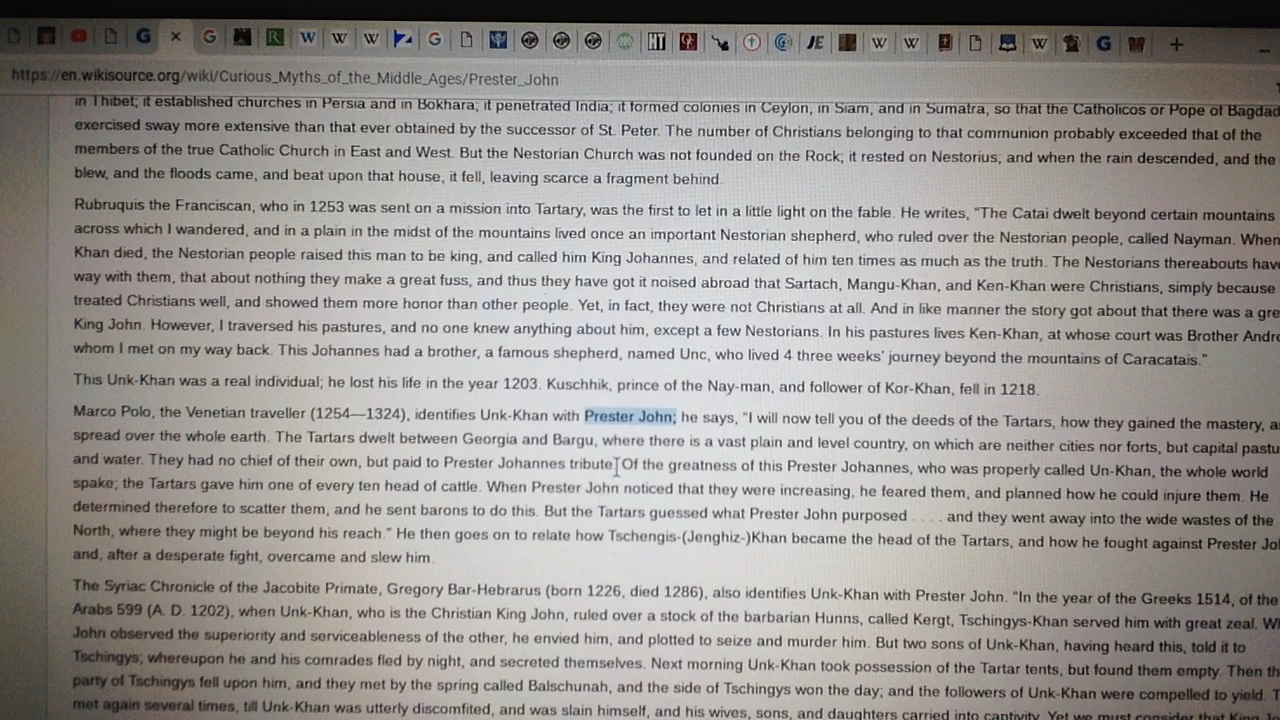 G
G
R
W
W
W
G
HT
JE
W
W
W
G
https://en.wikisource.org/wiki/Curious_Myths_of_the_Middle_Ages/Prester_John
in Thibet; it established churches in Persia and in Bokhara; it penetrated India; it formed colonies in Ceylon, in Siam, and in Sumatra, so that the Catholicos or Pope of Bagdad
exercised sway more extensive than that ever obtained by the successor of St. Peter. The number of Christians belonging to that communion probably exceeded that of the
members of the true Catholic Church in East and West. But the Nestorian Church was not founded on the Rock; it rested on Nestorius; and when the rain descended, and the
blew, and the floods came, and beat upon that house, it fell, leaving scarce a fragment behind.
Rubruquis the Franciscan, who in 1253 was sent on a mission into Tartary, was the first to let in a little light on the fable. He writes, “The Catai dwelt beyond certain mountains
across which I wandered, and in a plain in the midst of the mountains lived once an important Nestorian shepherd, who ruled over the Nestorian people, called Nayman. When
Khan died, the Nestorian people raised this man to be king, and called him King Johannes, and related of him ten times as much as the truth. The Nestorians thereabouts have
way with them, that about nothing they make a great fuss, and thus they have got it noised abroad that Sartach, Mangu-Khan, and Ken-Khan were Christians, simply because
treated Christians well, and showed them more honor than other people. Yet, in fact, they were not Christians at all. And in like manner the story got about that there was a gre
King John. However, I traversed his pastures, and no one knew anything about him, except a few Nestorians. In his pastures lives Ken-Khan, at whose court was Brother Andre
whom I met on my way back. This Johannes had a brother, a famous shepherd, named Unc, who lived 4 three weeks’ journey beyond the mountains of Caracatais.”
This Unk-Khan was a real individual; he lost his life in the year 1203. Kuschhik, prince of the Nay-man, and follower of Kor-Khan, fell in 1218.
Marco Polo, the Venetian traveller (1254—1324), identifies Unk-Khan with Prester John; he says, “I will now tell you of the deeds of the Tartars, how they gained the mastery, a
spread over the whole earth. The Tartars dwelt between Georgia and Bargu, where there is a vast plain and level country, on which are neither cities nor forts, but capital pastu
and water. They had no chief of their own, but paid to Prester Johannes tribute. Of the greatness of this Prester Johannes, who was properly called Un-Khan, the whole world
spake; the Tartars gave him one of every ten head of cattle. When Prester John noticed that they were increasing, he feared them, and planned how he could injure them. He
determined therefore to scatter them, and he sent barons to do this. But the Tartars guessed what Prester John purposed . . . . and they went away into the wide wastes of the
North, where they might be beyond his reach.” He then goes on to relate how Tschengis-(Jenghiz-)Khan became the head of the Tartars, and how he fought against Prester Jo
and, after a desperate fight, overcame and slew him.
The Syriac Chronicle of the Jacobite Primate, Gregory Bar-Hebrarus (born 1226, died 1286), also identifies Unk-Khan with Prester John. “In the year of the Greeks 1514, of the
Arabs 599 (A. D. 1202), when Unk-Khan, who is the Christian King John, ruled over a stock of the barbarian Hunns, called Kergt, Tschingys-Khan served him with great zeal. W
John observed the superiority and serviceableness of the other, he envied him, and plotted to seize and murder him. But two sons of Unk-Khan, having heard this, told it to
Tschingys; whereupon he and his comrades fled by night, and secreted themselves. Next morning Unk-Khan took possession of the Tartar tents, but found them empty. Then th
party of Tschingys fell upon him, and they met by the spring called Balschunah, and the side of Tschingys won the day; and the followers of Unk-Khan were compelled to yield. T
met again several times, till Unk-Khan was utterly discomfited, and was slain himself, and his wives, sons, and daughters carried into captivity. Yet we must consider that King